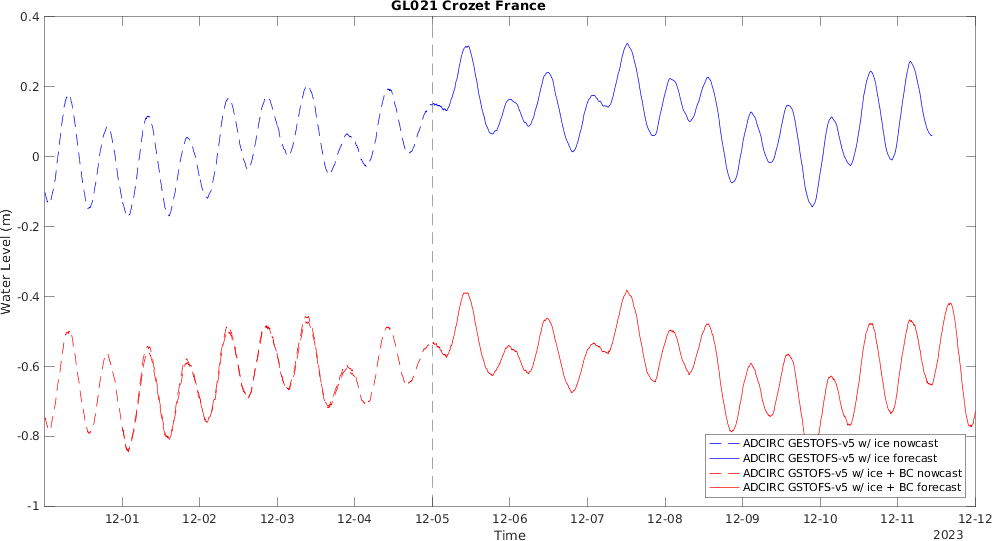 GL021 Crozet France
0.4
0.2
0
-0.2
-0.4
-0.6
-0.8
-1
Water Level (m)
ADCIRC GESTOFS-v5 w/ ice nowcast
ADCIRC GESTOFS-v5 w/ ice forecast
ADCIRC GSTOFS-v5 w/ ice + BC nowcast
ADCIRC GSTOFS-v5 w/ ice + BC forecast
12-01 12-02 12-03 12-04 12-05 12-06 12-07 12-08 12-09 12-10 12-11 12-12
Time
2023